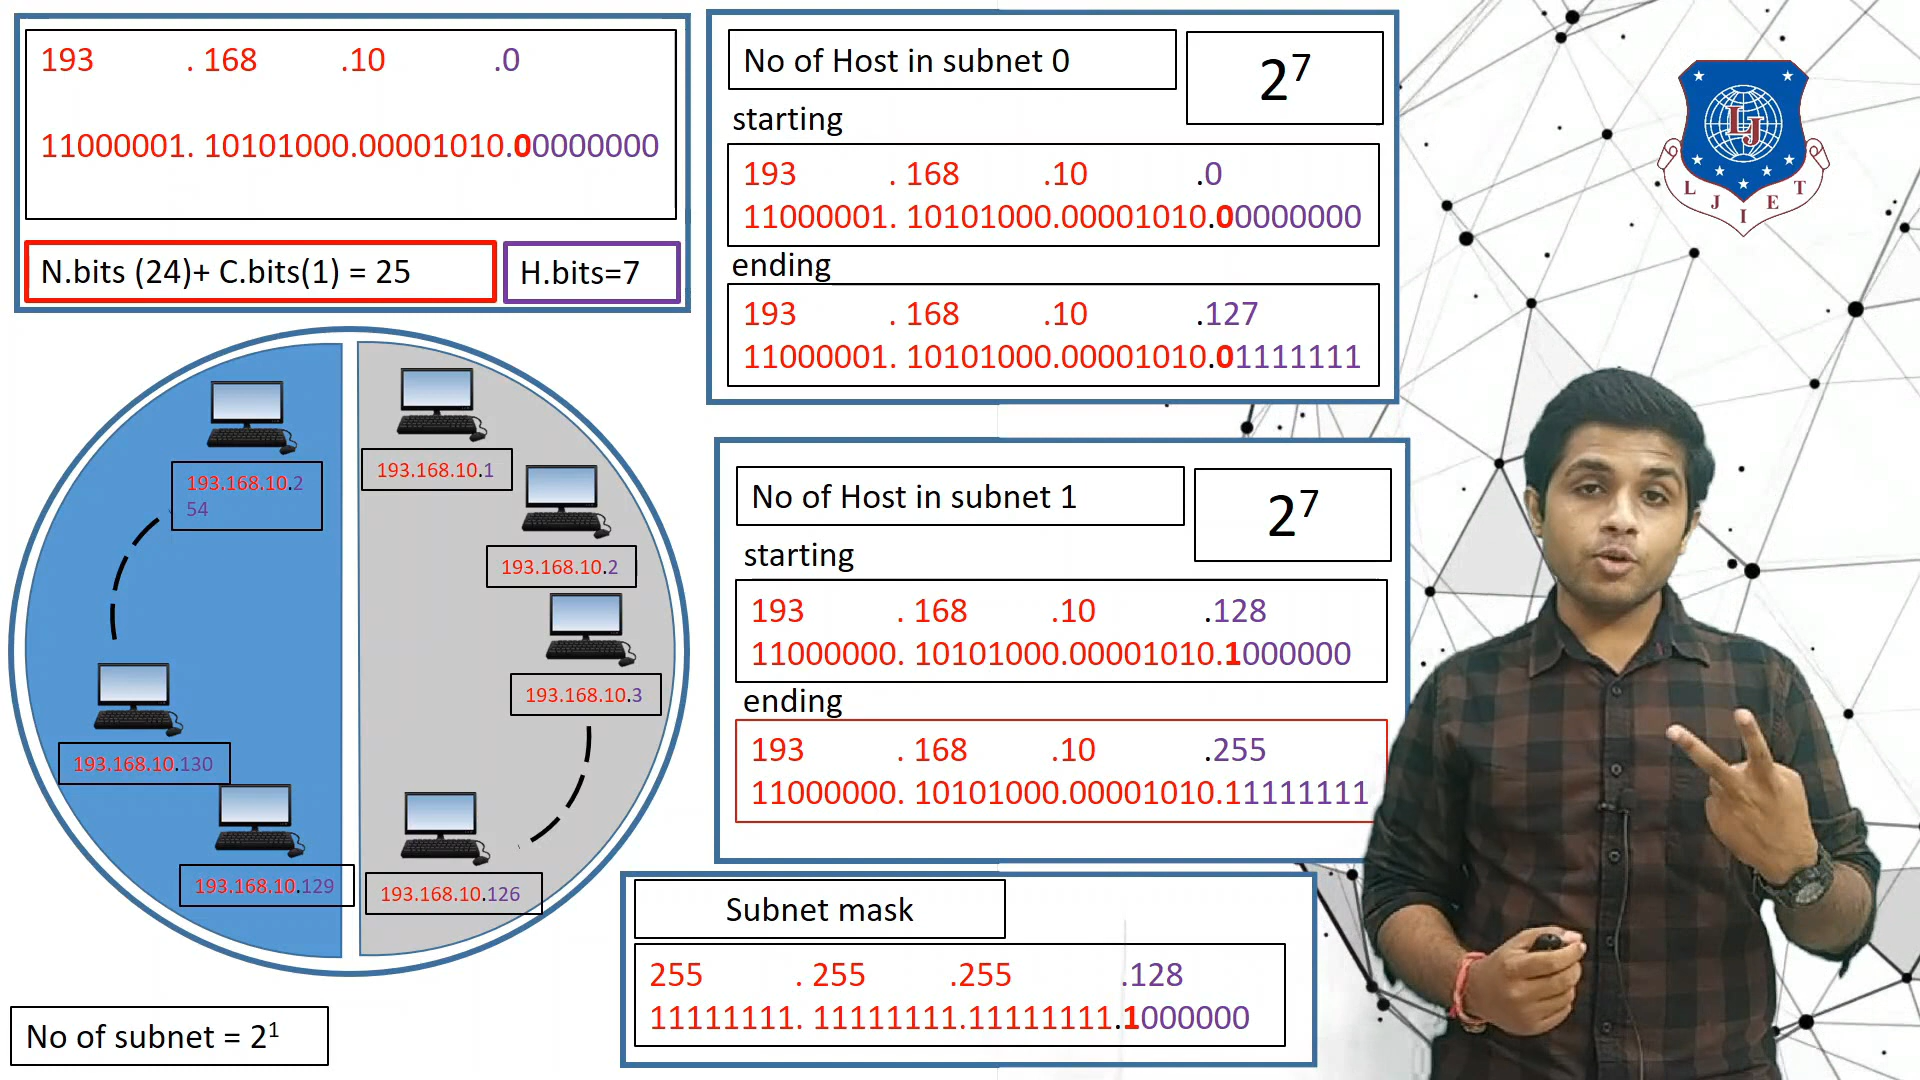 193 . 168 .10 .0
11000001. 10101000.00001010.00000000
N.bits (24)+ C.bits(1) = 25
H.bits=7
No of Host in subnet 0
2⁷
starting
193 . 168 .10 .0
11000001. 10101000.00001010.00000000
ending
193 . 168 .10 .127
11000001. 10101000.00001010.01111111
No of Host in subnet 1
2⁷
starting
193 . 168 .10 .128
11000000. 10101000.00001010.1000000
ending
193 . 168 .10 .255
11000000. 10101000.00001010.11111111
Subnet mask
255 . 255 .255 .128
11111111. 11111111.11111111.1000000
193.168.10.2
54
193.168.10.130
193.168.10.129
193.168.10.1
193.168.10.2
193.168.10.3
193.168.10.126
No of subnet = 2¹
LJ
L J I E T